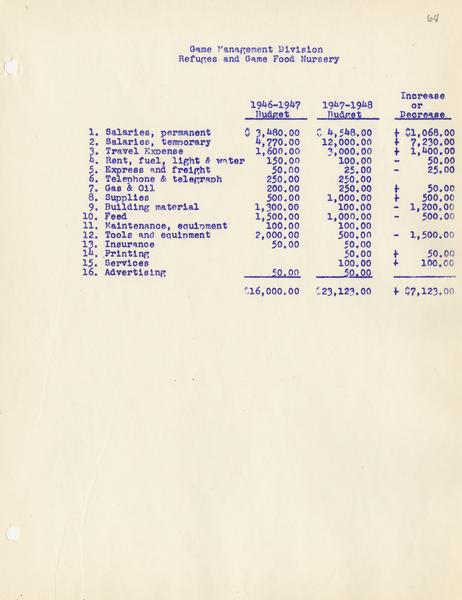 64
Game Management Division
Refuges and Game Food Nursery
1946-1947 Budget 1947-1948 Budget Increase or Decrease
1. Salaries, permanent $ 3,480.00 $ 4,548.00 + $1,068.00
2. Salaries, temporary 4,770.00 12,000.00 + 7,230.00
3. Travel Expense 1,600.00 3,000.00 + 1,400.00
4. Rent, fuel, light & water 150.00 100.00 - 50.00
5. Express and freight 50.00 25.00 - 25.00
6. Telephone & telegraph 250.00 250.00
7. Gas & Oil 200.00 250.00 + 50.00
8. Supplies 500.00 1,000.00 + 500.00
9. Building material 1,300.00 100.00 - 1,200.00
10. Feed 1,500.00 1,000.00 - 500.00
11. Maintenance, equipment 100.00 100.00
12. Tools and equipment 2,000.00 500.00 - 1,500.00
13. Insurance 50.00 50.00
14. Printing 50.00 + 50.00
15. Services 100.00 + 100.00
16. Advertising 50.00 50.00
$16,000.00 $23,123.00 + $7,123.00